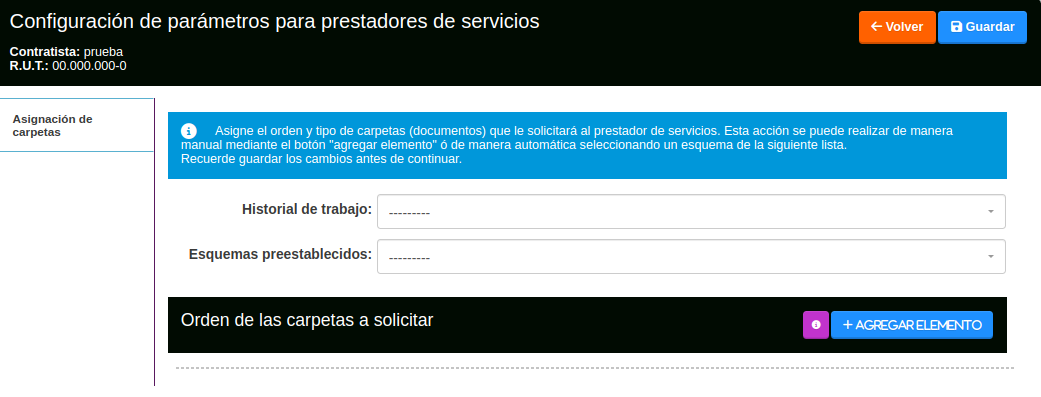 Configuración de parámetros para prestadores de servicios
Contratista: prueba
R.U.T.: 00.000.000-0
Volver
Guardar
Asignación de
carpetas
Asigne el orden y tipo de carpetas (documentos) que le solicitará al prestador de servicios. Esta acción se puede realizar de manera
manual mediante el botón "agregar elemento" ó de manera automática seleccionando un esquema de la siguiente lista.
Recuerde guardar los cambios antes de continuar.
Historial de trabajo:
---------
Esquemas preestablecidos:
---------
Orden de las carpetas a solicitar
+ AGREGAR ELEMENTO